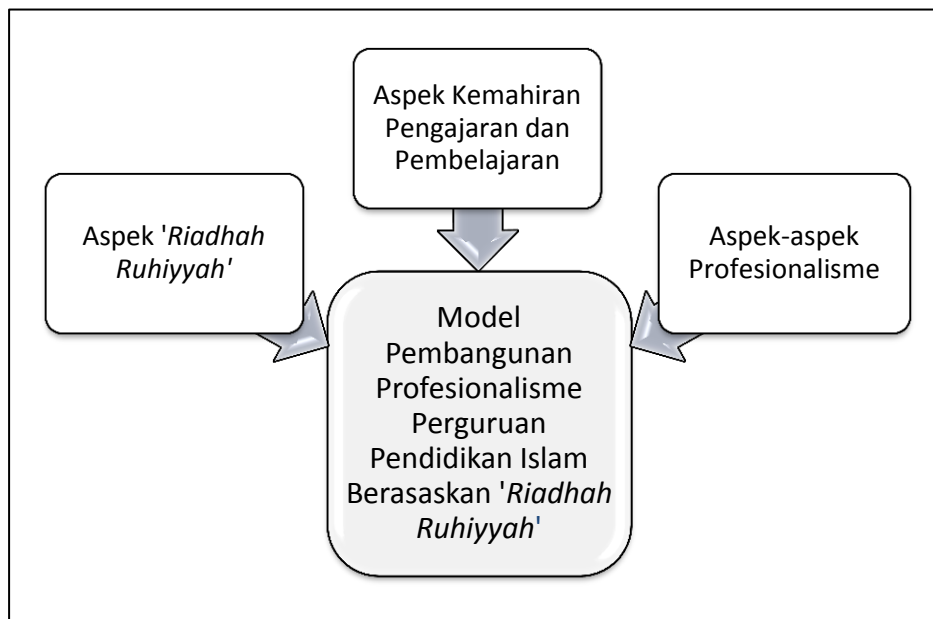 Aspek Kemahiran
Pengajaran dan
Pembelajaran
Aspek 'Riadhah
Ruhiyyah'
Aspek-aspek
Profesionalisme
Model
Pembangunan
Profesionalisme
Perguruan
Pendidikan Islam
Berasaskan 'Riadhah
Ruhiyyah'